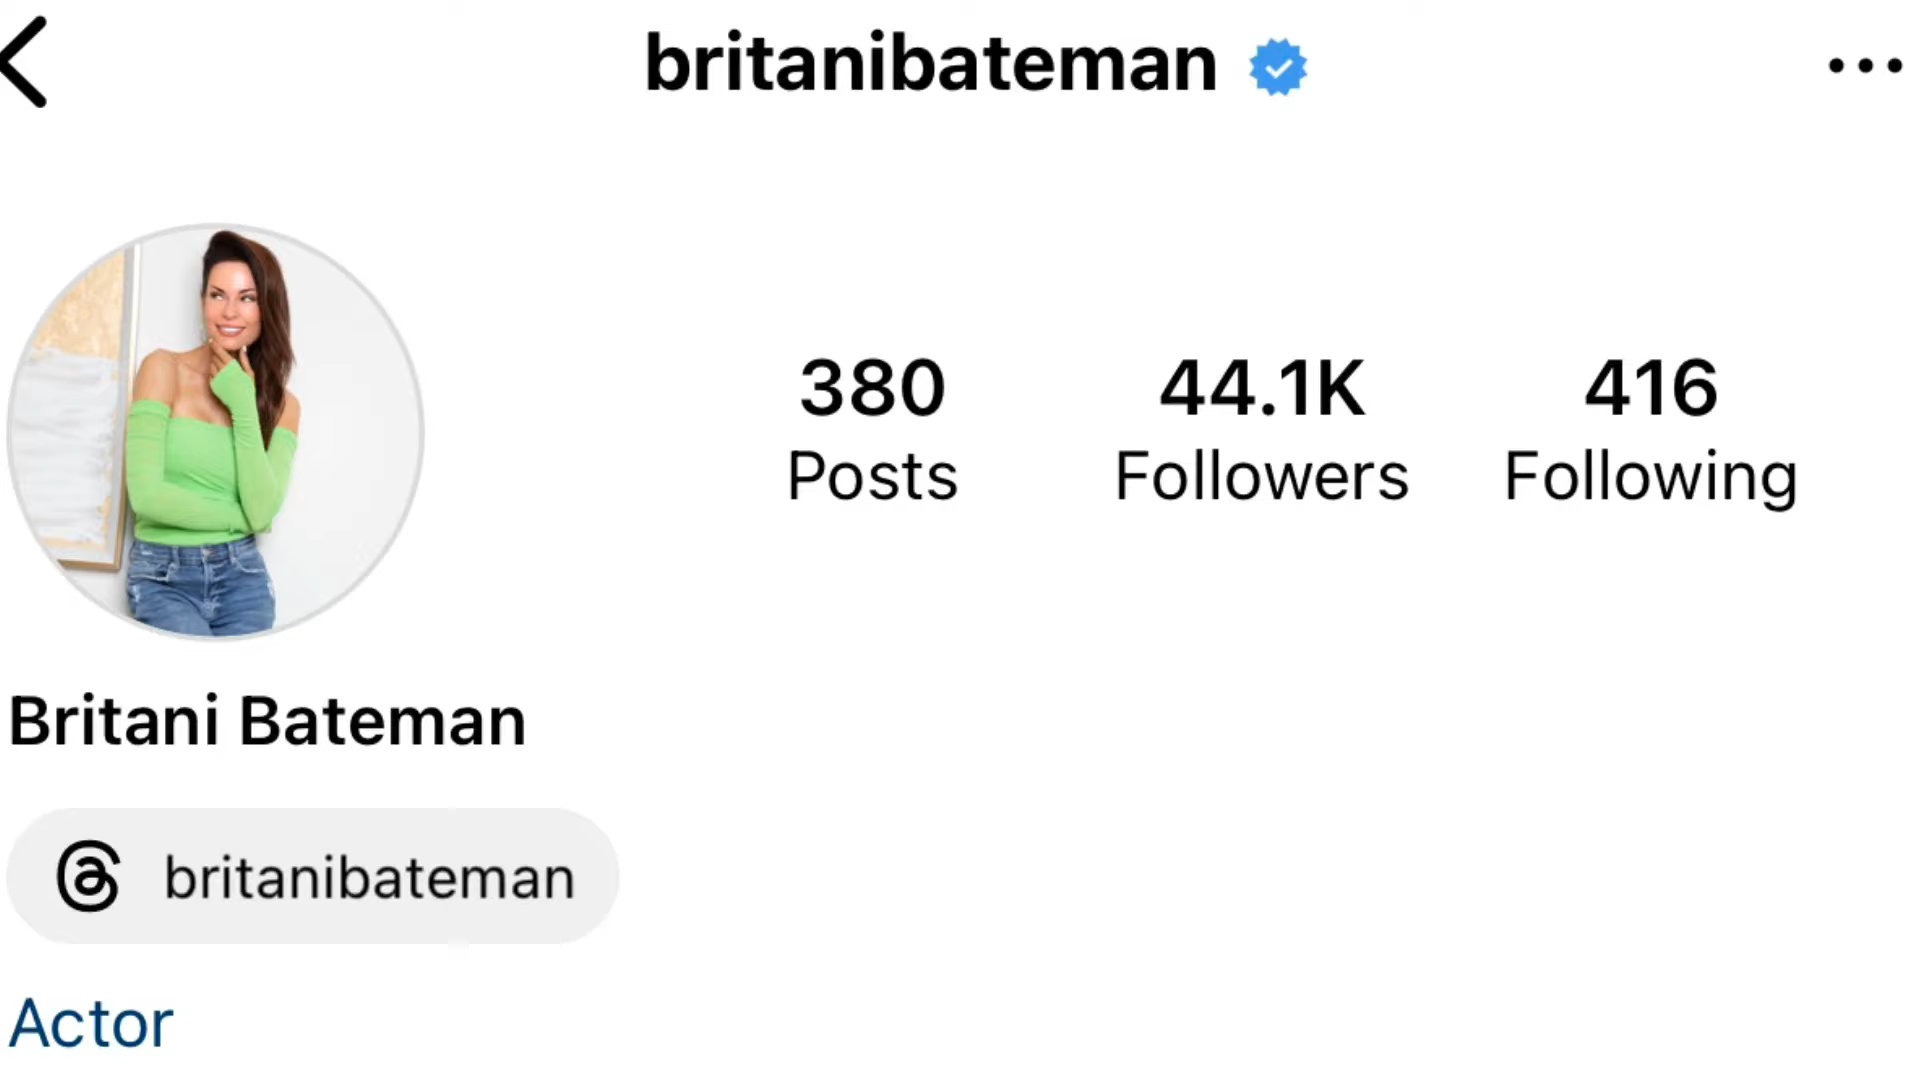 britanibateman
380 44.1K 416
Posts Followers Following
Britani Bateman
britanibateman
Actor